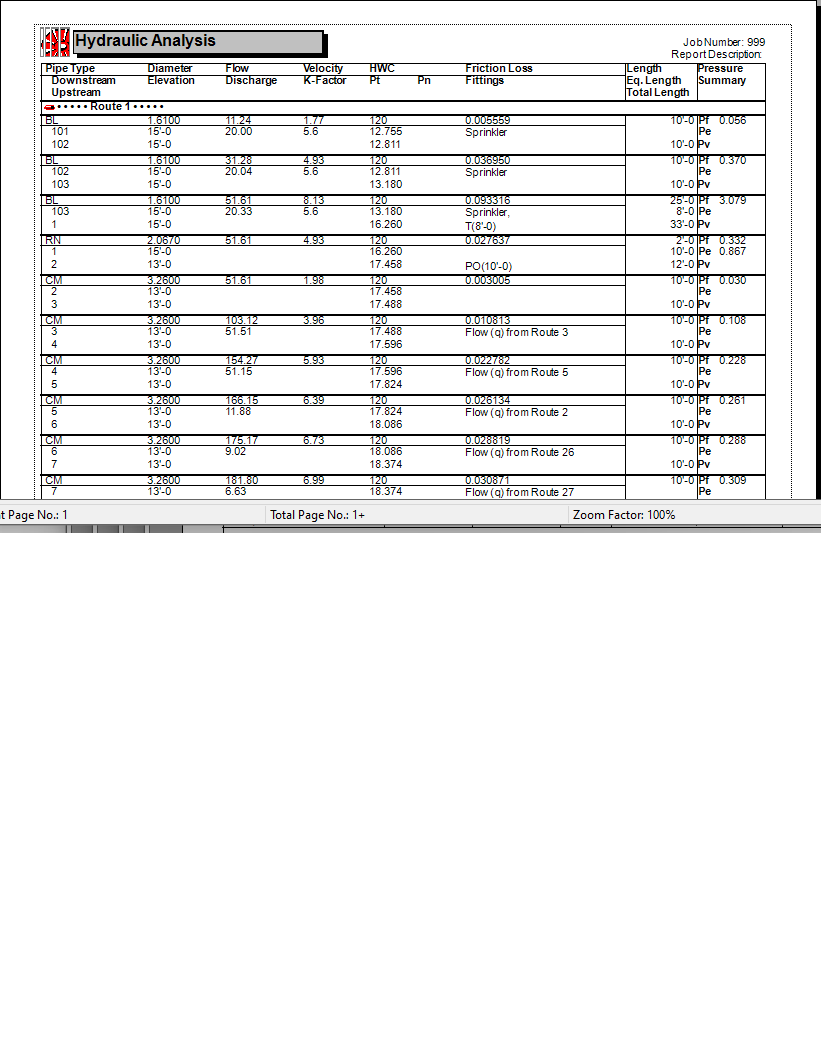 Hydraulic Analysis
Job Number: 999
Report Description:
Pipe Type Diameter Flow Velocity HWC Friction Loss Length Pressure
Downstream Elevation Discharge K-Factor Pt Pn Fittings Eq. Length Summary
Upstream Total Length
• • • • • Route 1 • • • • •
BL 1.6100 11.24 1.77 120 0.005559 10'-0 Pf 0.056
101 15'-0 20.00 5.6 12.755 Sprinkler Pe
102 15'-0 12.811 10'-0 Pv
BL 1.6100 31.28 4.93 120 0.036950 10'-0 Pf 0.370
102 15'-0 20.04 5.6 12.811 Sprinkler Pe
103 15'-0 13.180 10'-0 Pv
BL 1.6100 51.61 8.13 120 0.093316 25'-0 Pf 3.079
103 15'-0 20.33 5.6 13.180 Sprinkler, 8'-0 Pe
1 15'-0 16.260 T(8'-0) 33'-0 Pv
RN 2.0670 51.61 4.93 120 0.027637 2'-0 Pf 0.332
1 15'-0 16.260 10'-0 Pe 0.867
2 13'-0 17.458 PO(10'-0) 12'-0 Pv
CM 3.2600 51.61 1.98 120 0.003005 10'-0 Pf 0.030
2 13'-0 17.458 Pe
3 13'-0 17.488 10'-0 Pv
CM 3.2600 103.12 3.96 120 0.010813 10'-0 Pf 0.108
3 13'-0 51.51 17.488 Flow (q) from Route 3 Pe
4 13'-0 17.596 10'-0 Pv
CM 3.2600 154.27 5.93 120 0.022782 10'-0 Pf 0.228
4 13'-0 51.15 17.596 Flow (q) from Route 5 Pe
5 13'-0 17.824 10'-0 Pv
CM 3.2600 166.15 6.39 120 0.026134 10'-0 Pf 0.261
5 13'-0 11.88 17.824 Flow (q) from Route 2 Pe
6 13'-0 18.086 10'-0 Pv
CM 3.2600 175.17 6.73 120 0.028819 10'-0 Pf 0.288
6 13'-0 9.02 18.086 Flow (q) from Route 26 Pe
7 13'-0 18.374 10'-0 Pv
CM 3.2600 181.80 6.99 120 0.030871 10'-0 Pf 0.309
7 13'-0 6.63 18.374 Flow (q) from Route 27 Pe
t Page No.: 1 Total Page No.: 1+ Zoom Factor: 100%